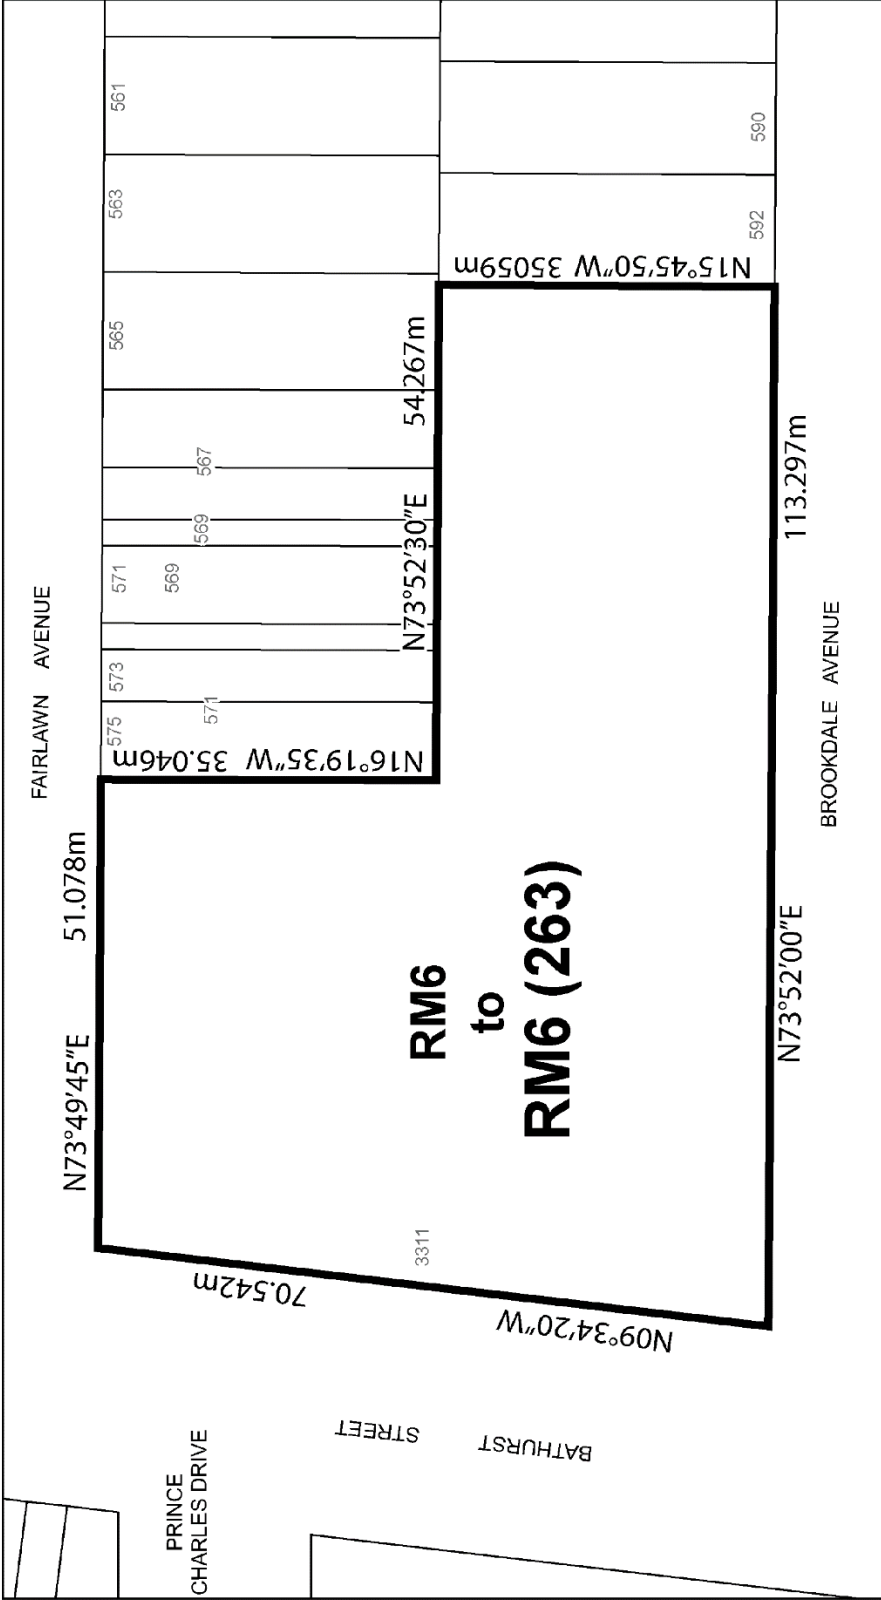 FAIRLAWN AVENUE
N73°49'45"E 51.078m
575
573
571
571
569
569
567
565
563
561
N16°19'35"W 35.046m
N73°52'30"E 54.267m
N15°45'50"W 35059m
592
590
RM6
to
RM6 (263)
3311
70.542m
N09°34'20"W
N73°52'00"E 113.297m
BROOKDALE AVENUE
BATHURST STREET
PRINCE
CHARLES DRIVE